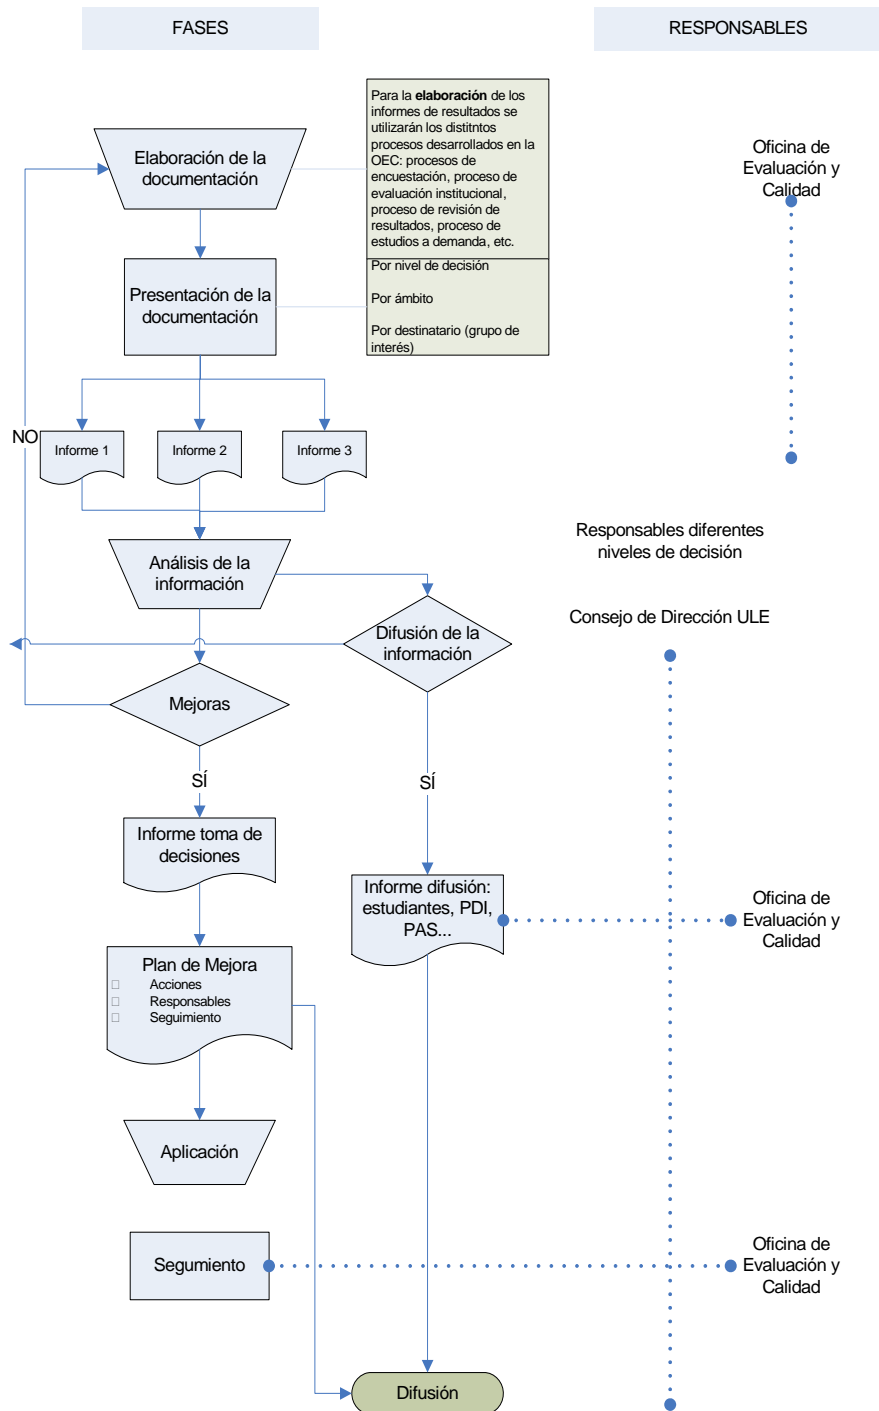 FASES
RESPONSABLES
Para la elaboración de los
informes de resultados se
utilizarán los distitntos
procesos desarrollados en la
OEC: procesos de
encuestación, proceso de
evaluación institucional,
proceso de revisión de
resultados, proceso de
estudios a demanda, etc.
Elaboración de la
documentación
Oficina de
Evaluación y
Calidad
Presentación de la
documentación
Por nivel de decisión
Por ámbito
Por destinatario (grupo de
interés)
NO
Informe 1
Informe 2
Informe 3
Responsables diferentes
niveles de decisión
Análisis de la
información
Consejo de Dirección ULE
Difusión de la
información
Mejoras
SÍ
SÍ
Informe toma de
decisiones
Informe difusión:
estudiantes, PDI,
PAS...
Oficina de
Evaluación y
Calidad
Plan de Mejora
Acciones
Responsables
Seguimiento
Aplicación
Segumiento
Oficina de
Evaluación y
Calidad
Difusión